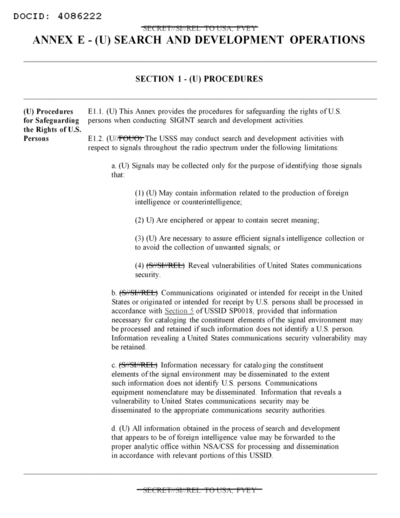 DOCID: 4086222
SECRET//SI//REL TO USA, FVEY
ANNEX E - (U) SEARCH AND DEVELOPMENT OPERATIONS
SECTION 1 - (U) PROCEDURES
(U) Procedures
for Safeguarding
the Rights of U.S.
Persons
E1.1. (U) This Annex provides the procedures for safeguarding the rights of U.S.
persons when conducting SIGINT search and development activities.
E1.2. (U//FOUO) The USSS may conduct search and development activities with
respect to signals throughout the radio spectrum under the following limitations:
a. (U) Signals may be collected only for the purpose of identifying those signals
that:
(1) (U) May contain information related to the production of foreign
intelligence or counterintelligence;
(2) U) Are enciphered or appear to contain secret meaning;
(3) (U) Are necessary to assure efficient signals intelligence collection or
to avoid the collection of unwanted signals; or
(4) (S//SI//REL) Reveal vulnerabilities of United States communications
security.
b. (S//SI//REL) Communications originated or intended for receipt in the United
States or originated or intended for receipt by U.S. persons shall be processed in
accordance with Section 5 of USSID SP0018, provided that information
necessary for cataloging the constituent elements of the signal environment may
be processed and retained if such information does not identify a U.S. person.
Information revealing a United States communications security vulnerability may
be retained.
c. (S//SI//REL) Information necessary for cataloging the constituent
elements of the signal environment may be disseminated to the extent
such information does not identify U.S. persons. Communications
equipment nomenclature may be disseminated. Information that reveals a
vulnerability to United States communications security may be
disseminated to the appropriate communications security authorities.
d. (U) All information obtained in the process of search and development
that appears to be of foreign intelligence value may be forwarded to the
proper analytic office within NSA/CSS for processing and dissemination
in accordance with relevant portions of this USSID.
SECRET//SI//REL TO USA, FVEY